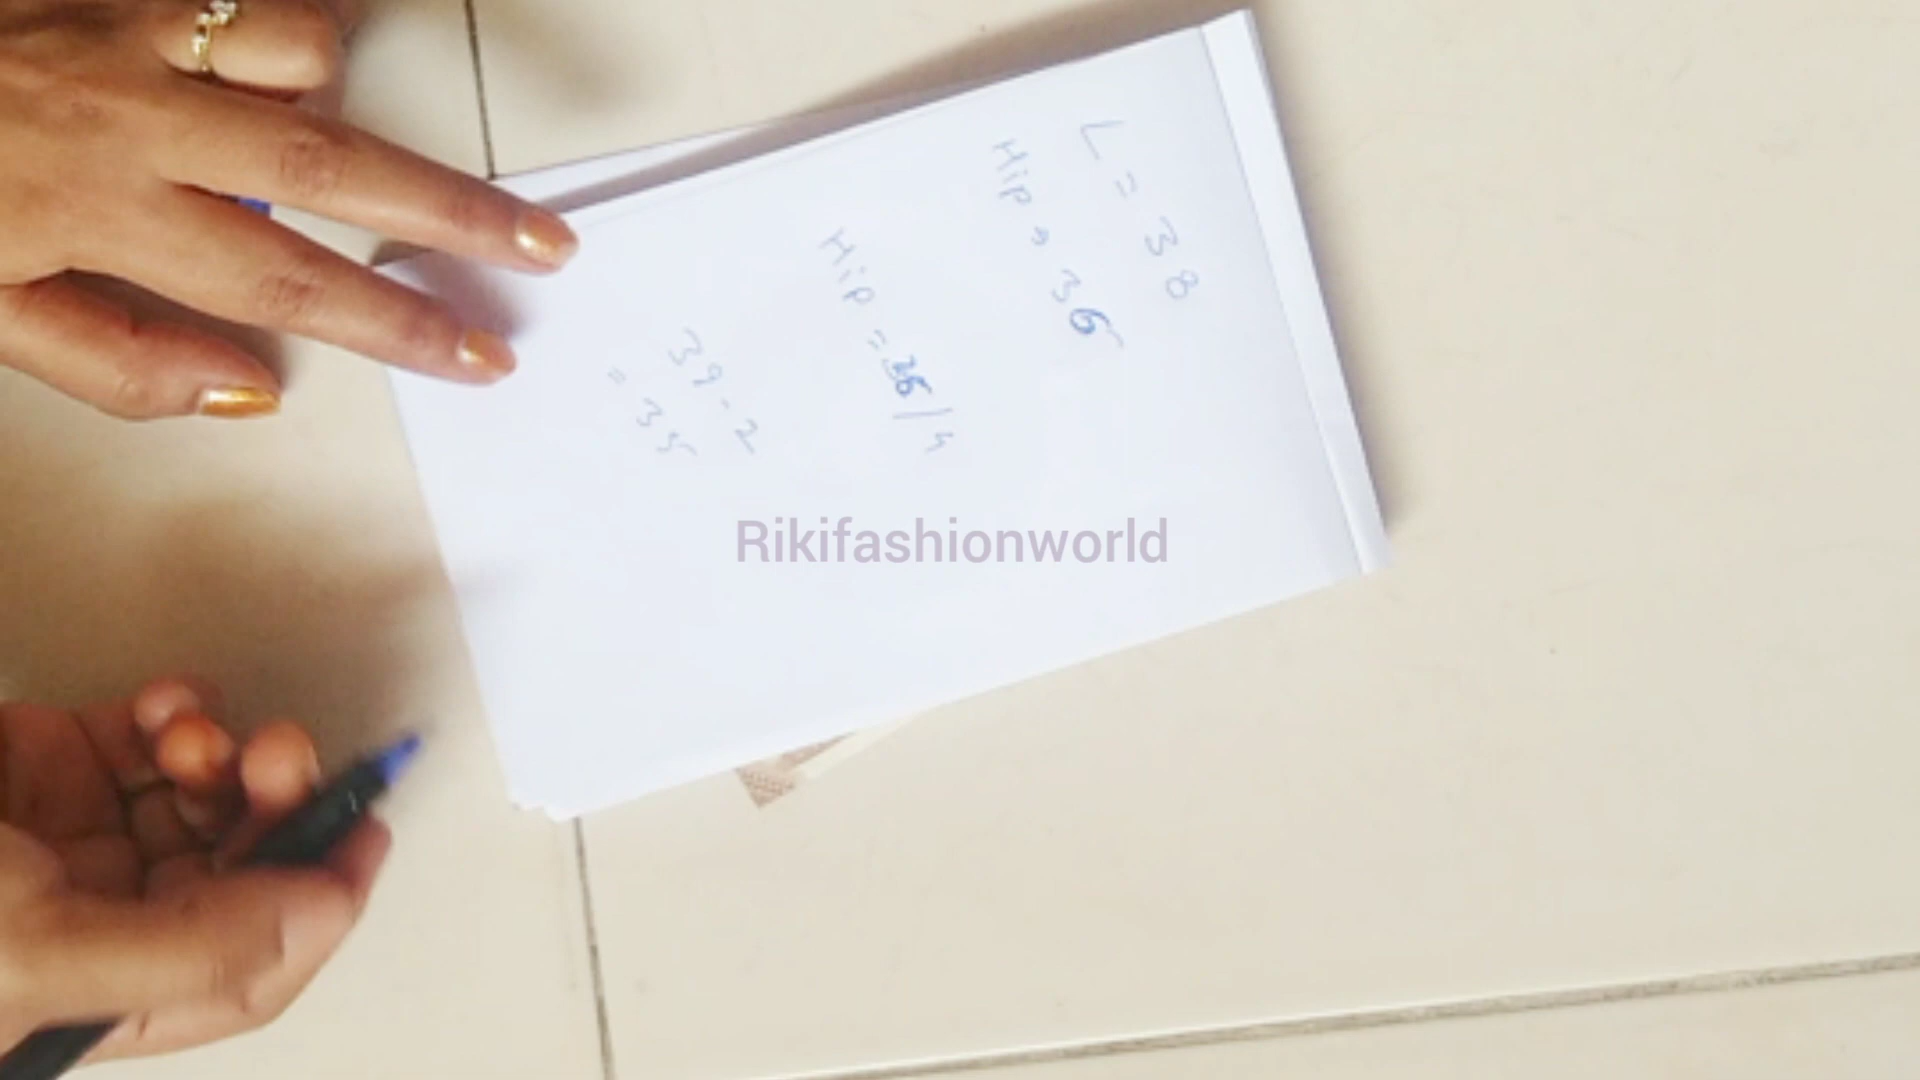 L = 38
Hip = 36
Hip = 36/4
39-2
= 35
Rikifashionworld